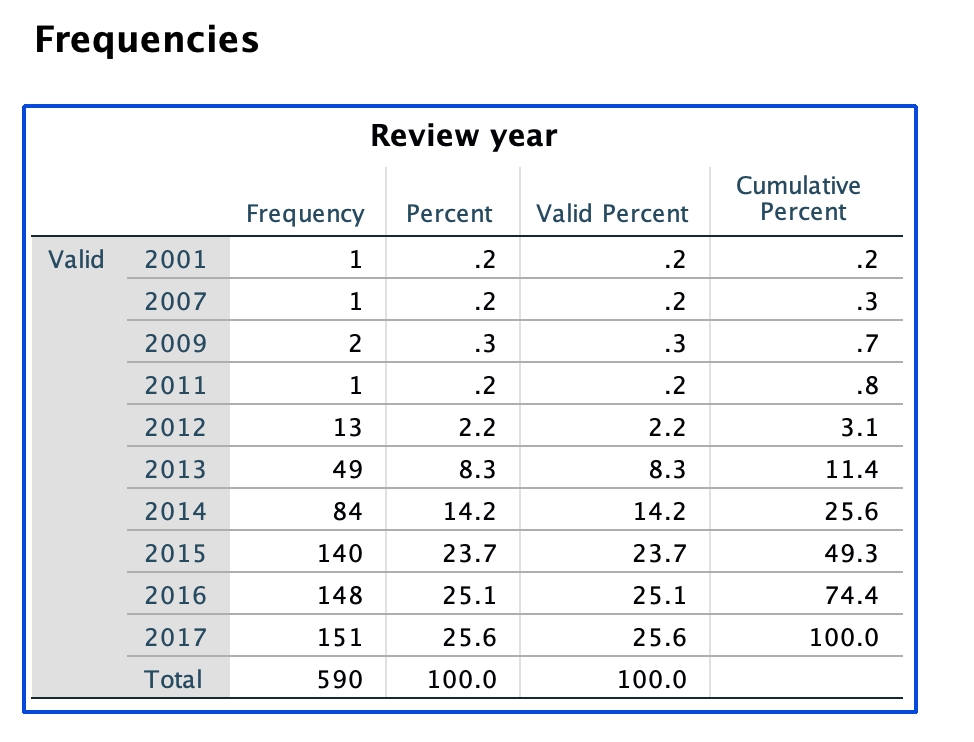 Frequencies
Review year
Frequency Percent Valid Percent Cumulative Percent
Valid 2001 1 .2 .2 .2
2007 1 .2 .2 .3
2009 2 .3 .3 .7
2011 1 .2 .2 .8
2012 13 2.2 2.2 3.1
2013 49 8.3 8.3 11.4
2014 84 14.2 14.2 25.6
2015 140 23.7 23.7 49.3
2016 148 25.1 25.1 74.4
2017 151 25.6 25.6 100.0
Total 590 100.0 100.0